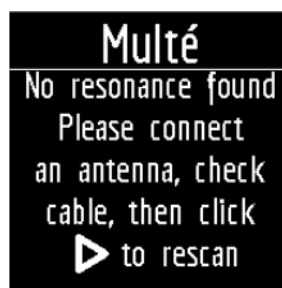 Multé
No resonance found
Please connect
an antenna, check
cable, then click
to rescan